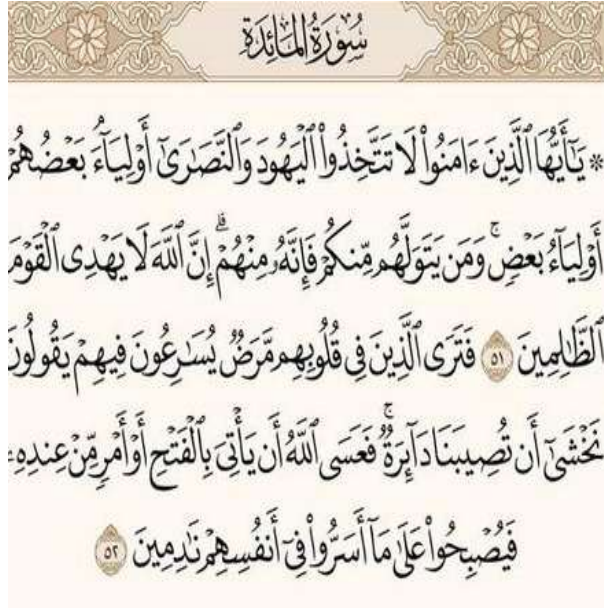 سُورَةُ المَائِدَةِ
* يَٰٓأَيُّهَا ٱلَّذِينَ ءَامَنُوا۟ لَا تَتَّخِذُوا۟ ٱلْيَهُودَ وَٱلنَّصَٰرَىٰٓ أَوْلِيَآءَۘ بَعْضُهُمْ
أَوْلِيَآءُ بَعْضٍۚ وَمَن يَتَوَلَّهُم مِّنكُمْ فَإِنَّهُۥ مِنْهُمْۗ إِنَّ ٱللَّهَ لَا يَهْدِى ٱلْقَوْمَ
ٱلظَّٰلِمِينَ ٥١ فَتَرَى ٱلَّذِينَ فِى قُلُوبِهِم مَّرَضٌ يُسَٰرِعُونَ فِيهِمْ يَقُولُونَ
نَخْشَىٰٓ أَن تُصِيبَنَا دَآئِرَةٌۚ فَعَسَى ٱللَّهُ أَن يَأْتِىَ بِٱلْفَتْحِ أَوْ أَمْرٍ مِّنْ عِندِهِۦ
فَيُصْبِحُوا۟ عَلَىٰ مَآ أَسَرُّوا۟ فِىٓ أَنفُسِهِمْ نَٰدِمِينَ ٥٢